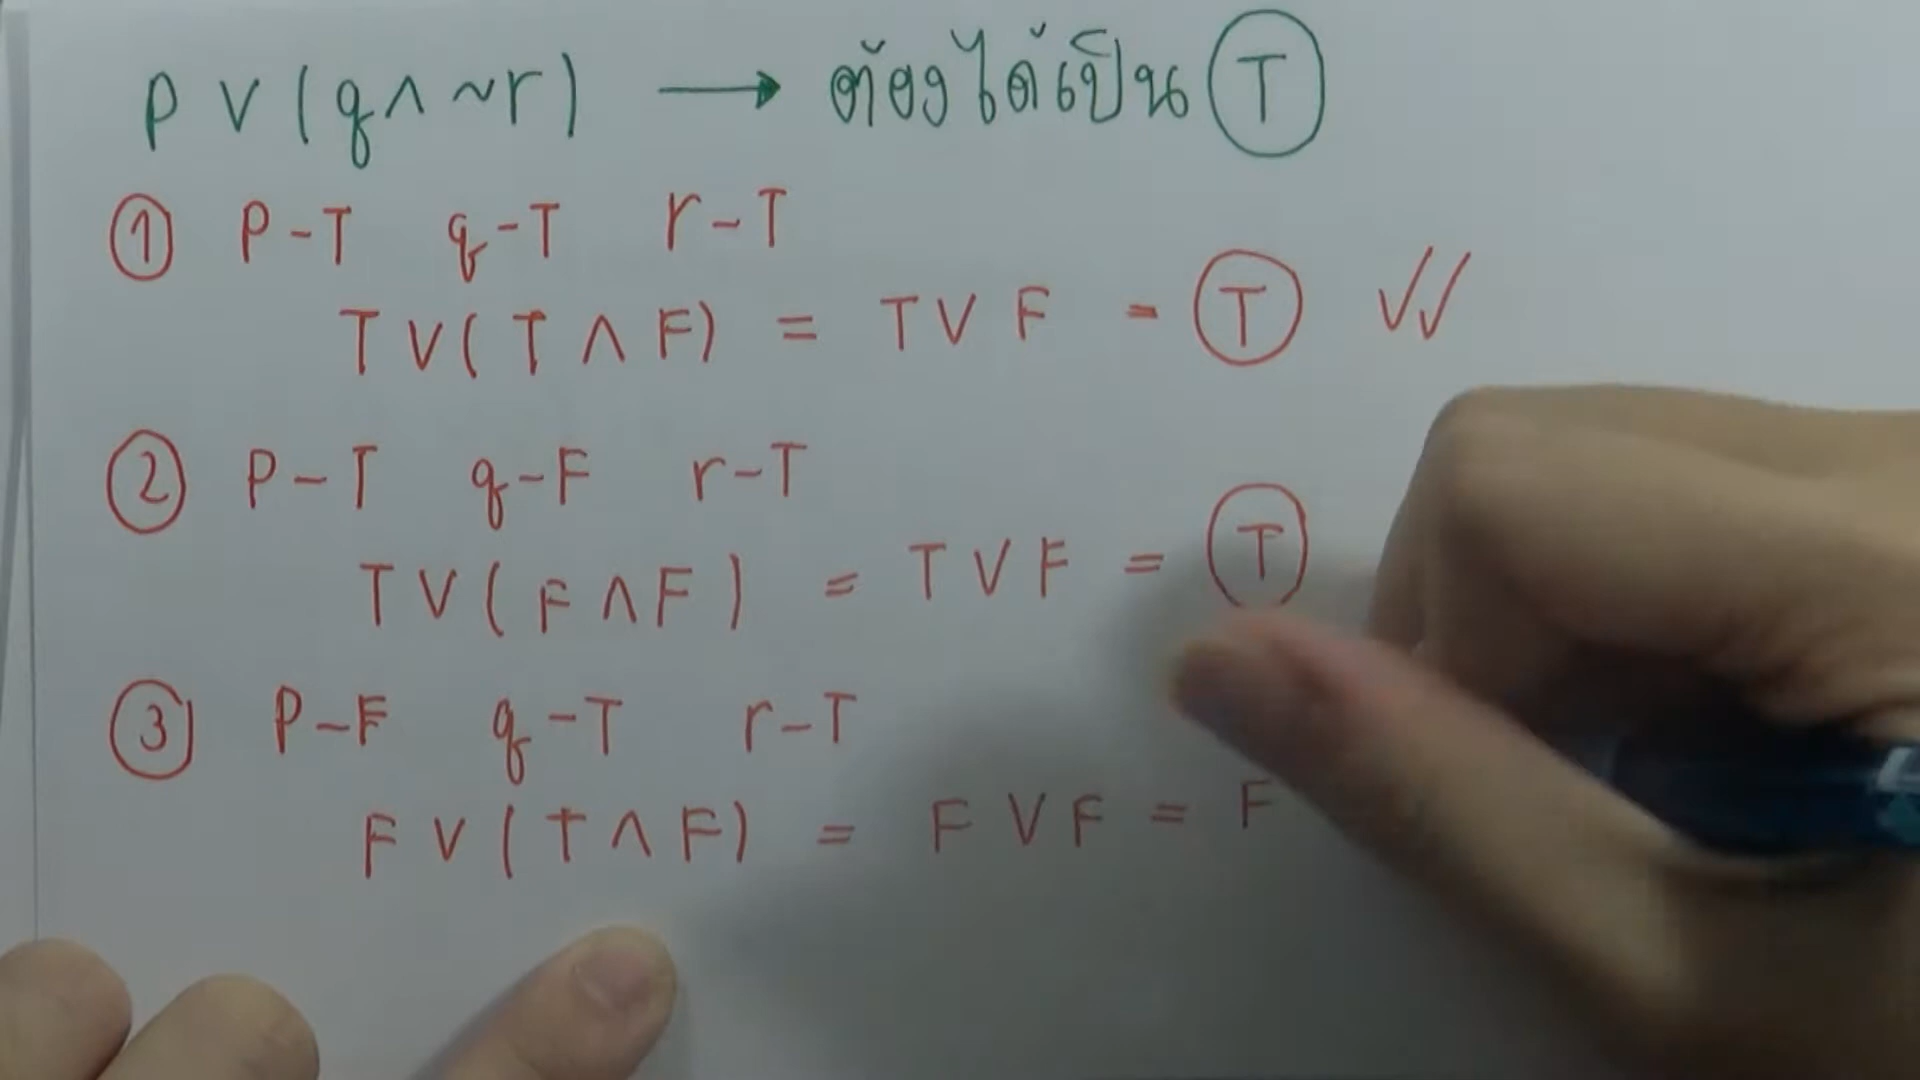 P V ( q ∧ ~r ) → ต้องได้เป็น T
① P-T q-T r-T
T V ( T ∧ F ) = T V F - T ✓✓
② P-T q-F r-T
T V ( F ∧ F ) = T V F = T
③ P-F q-T r-T
F V ( T ∧ F ) = F V F = F